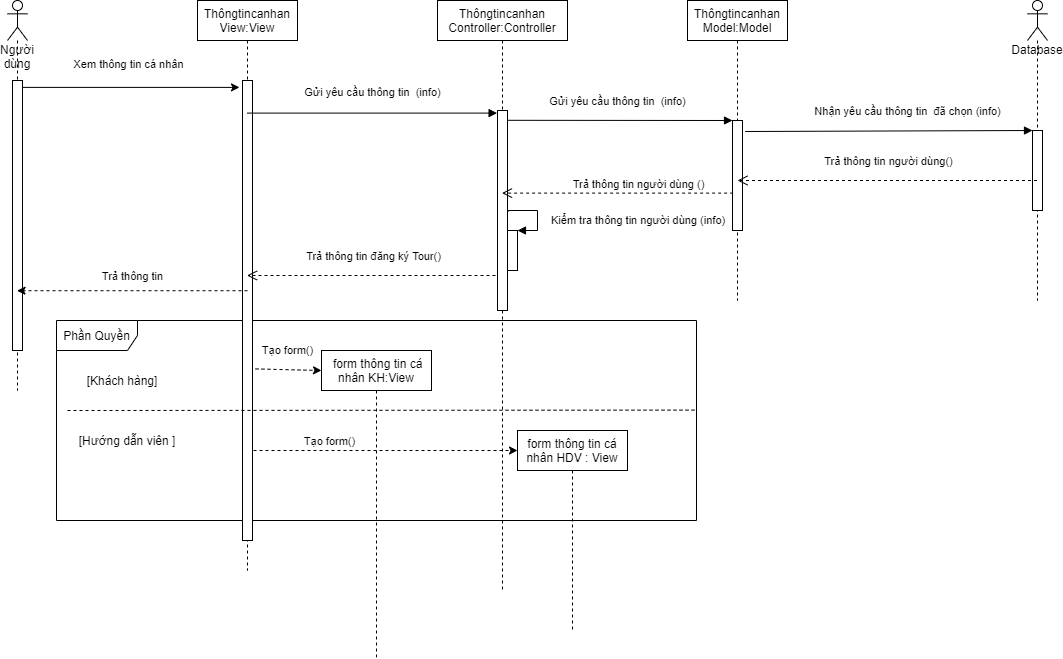 Thôngtincanhan
View:View
Thôngtincanhan
Controller:Controller
Thôngtincanhan
Model:Model
Người
dùng
Database
Xem thông tin cá nhân
Gửi yêu cầu thông tin (info)
Gửi yêu cầu thông tin (info)
Nhận yêu cầu thông tin đã chọn (info)
Trả thông tin người dùng()
Trả thông tin người dùng ()
Kiểm tra thông tin người dùng (info)
Trả thông tin đăng ký Tour()
Trả thông tin
Phần Quyền
Tạo form()
form thông tin cá
nhân KH:View
[Khách hàng]
[Hướng dẫn viên ]
Tạo form()
form thông tin cá
nhân HDV : View